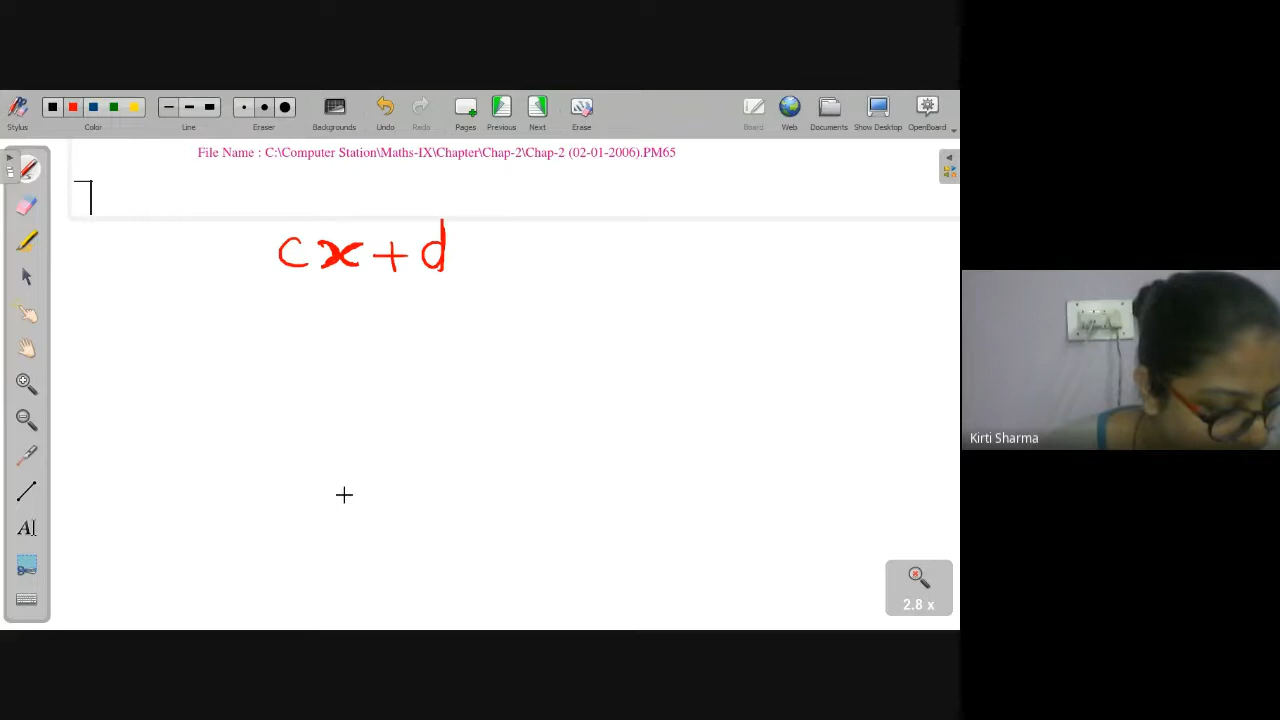 Stylus
Color
Line
Eraser
Backgrounds
Undo
Redo
Pages
Previous
Next
Erase
Board
Web
Documents
Show Desktop
OpenBoard
File Name : C:\Computer Station\Maths-IX\Chapter\Chap-2\Chap-2 (02-01-2006).PM65
cx+d
Kirti Sharma
2.8 x